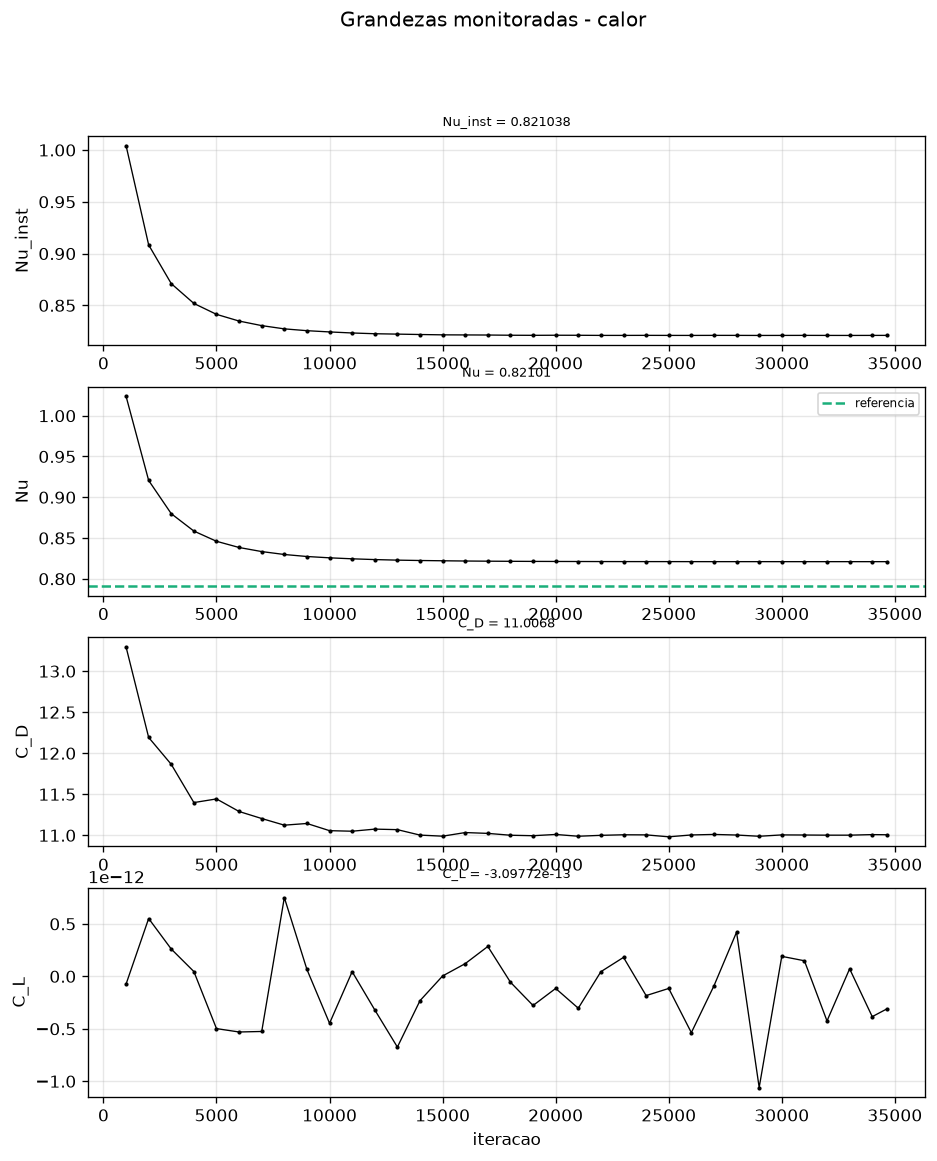 Grandezas monitoradas - calor
Nu_inst = 0.821038
Nu_inst
1.00
0.95
0.90
0.85
0 5000 10000 15000 20000 25000 30000 35000
Nu = 0.82101
Nu
1.00
0.95
0.90
0.85
0.80
referencia
0 5000 10000 15000 20000 25000 30000 35000
C_D = 11.0068
C_D
13.0
12.5
12.0
11.5
11.0
0 5000 10000 15000 20000 25000 30000 35000
1e−12
C_L = -3.09772e-13
C_L
0.5
0.0
−0.5
−1.0
0 5000 10000 15000 20000 25000 30000 35000
iteracao